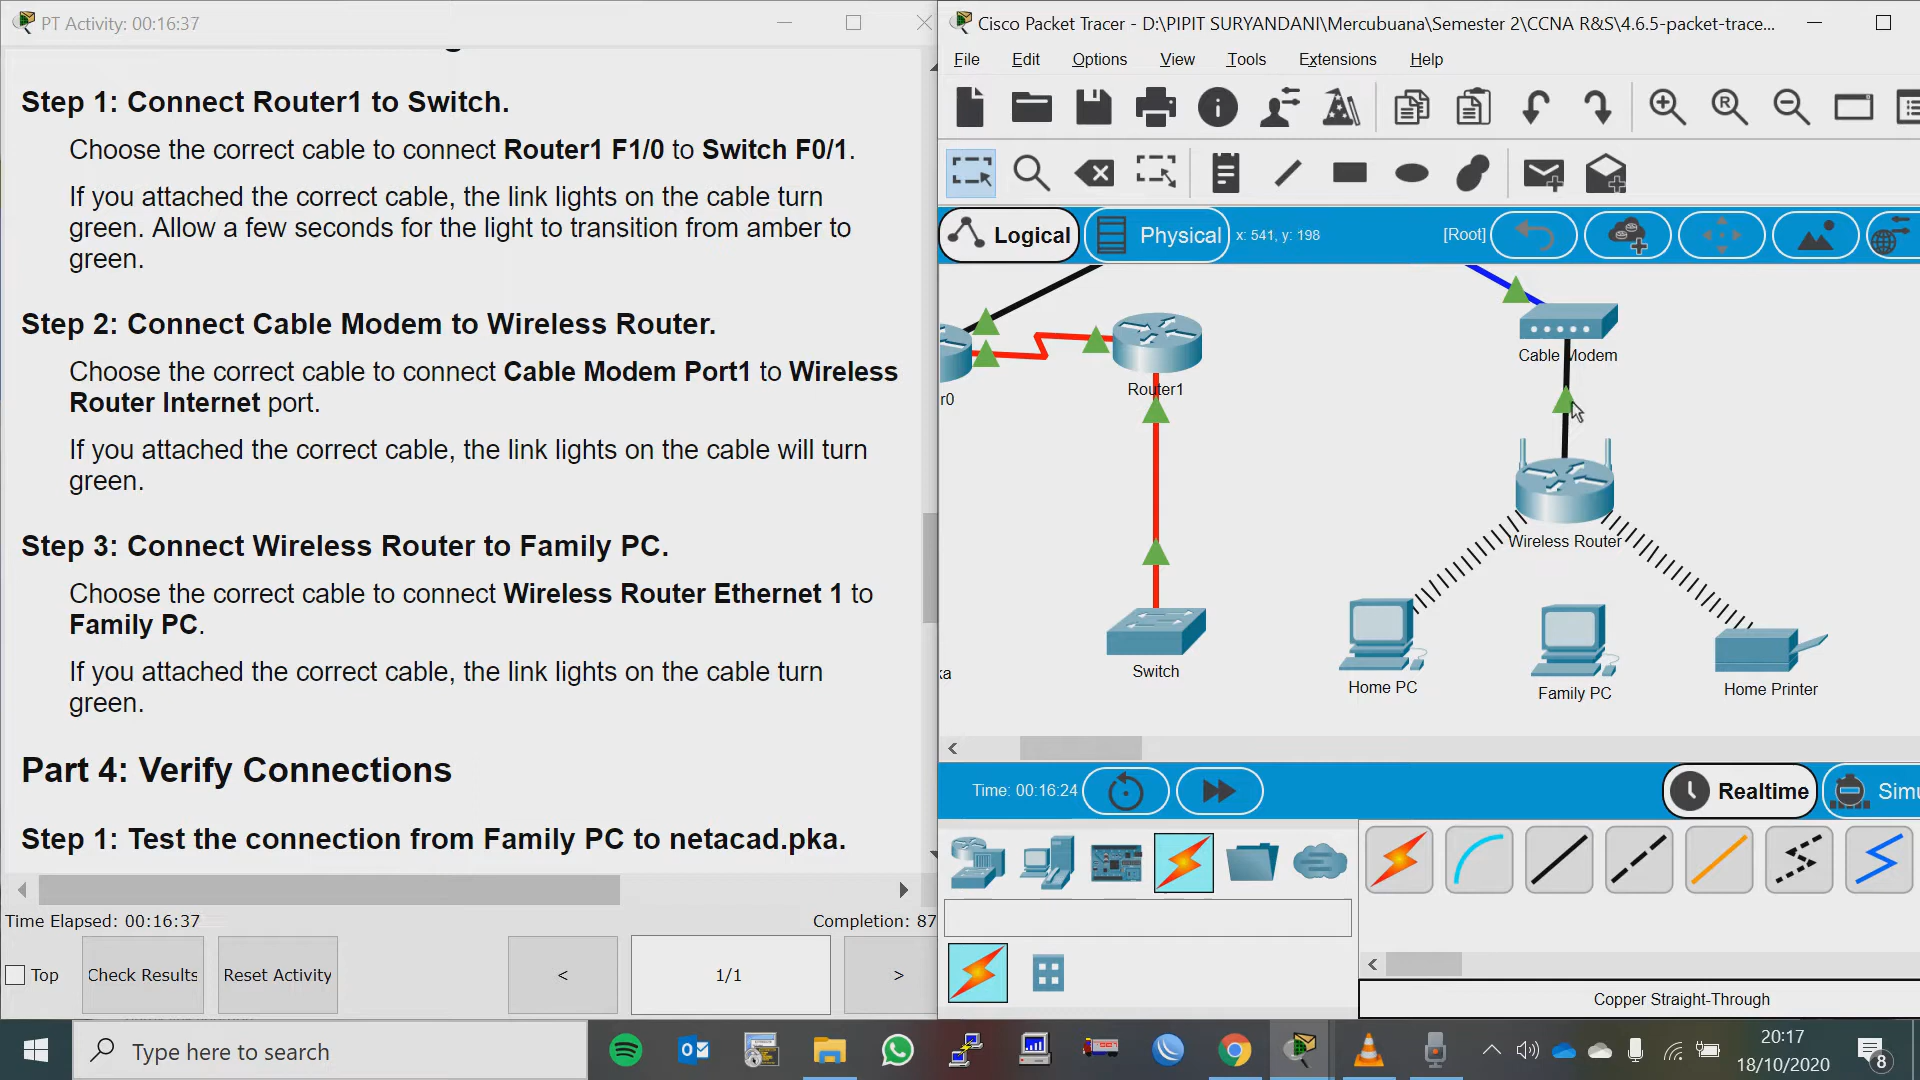 PT Activity: 00:16:37
Step 1: Connect Router1 to Switch.
Choose the correct cable to connect Router1 F1/0 to Switch F0/1.
If you attached the correct cable, the link lights on the cable turn
green. Allow a few seconds for the light to transition from amber to
green.
Step 2: Connect Cable Modem to Wireless Router.
Choose the correct cable to connect Cable Modem Port1 to Wireless
Router Internet port.
If you attached the correct cable, the link lights on the cable will turn
green.
Step 3: Connect Wireless Router to Family PC.
Choose the correct cable to connect Wireless Router Ethernet 1 to
Family PC.
If you attached the correct cable, the link lights on the cable turn
green.
Part 4: Verify Connections
Step 1: Test the connection from Family PC to netacad.pka.
Time Elapsed: 00:16:37
Completion: 87
Top
Check Results
Reset Activity
<
1/1
>
Cisco Packet Tracer - D:\PIPIT SURYANDANI\Mercubuana\Semester 2\CCNA R&S\4.6.5-packet-trace...
File Edit Options View Tools Extensions Help
Logical
Physical
x: 541, y: 198
[Root]
Cable Modem
Router1
r0
Wireless Router
ka
Switch
Home PC
Family PC
Home Printer
Time: 00:16:24
Realtime
Simu
Copper Straight-Through
Type here to search
20:17
18/10/2020
8